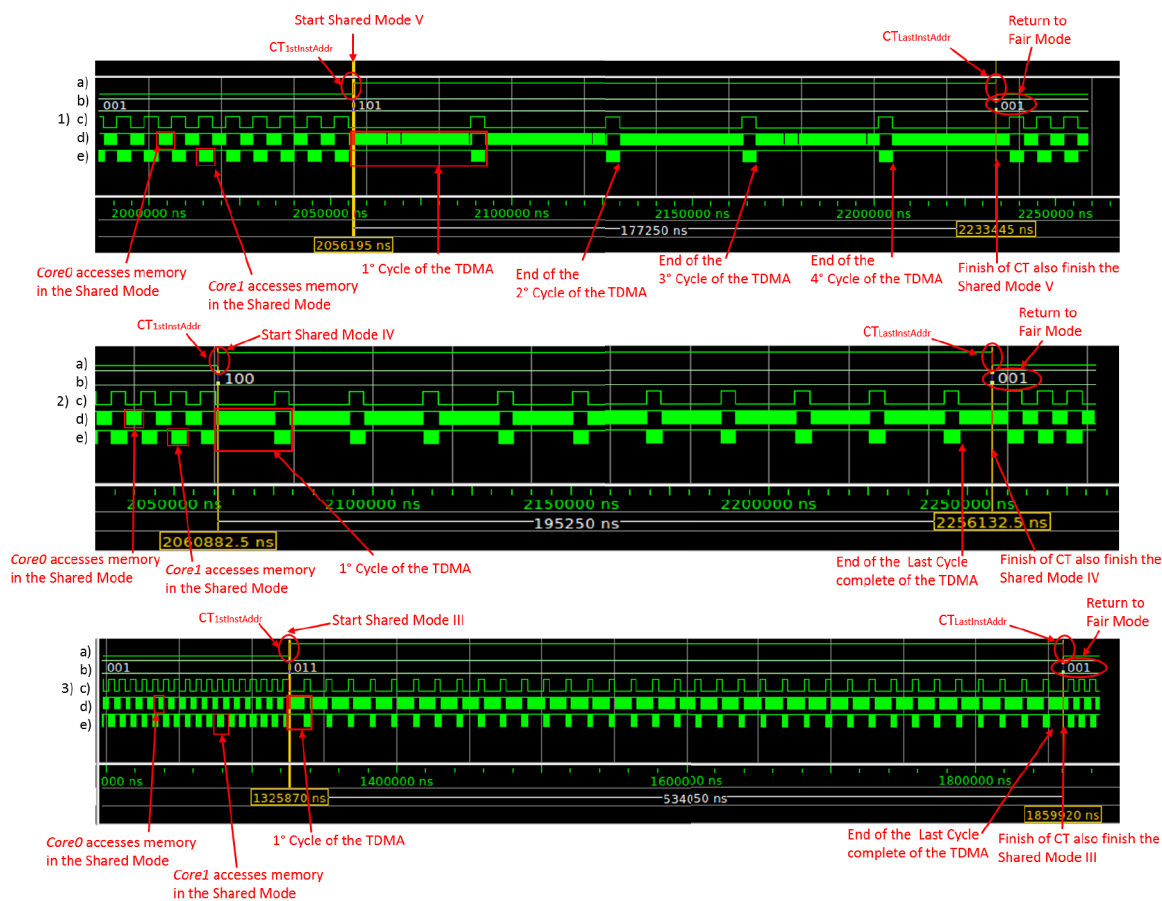 Start Shared Mode V
CT1stInstAddr
CTLastInstAddr
Return to
Fair Mode
a)
b)
001
101
001
1) c)
d)
e)
2000000 ns
2050000 ns
2100000 ns
2150000 ns
2200000 ns
2250000 ns
177250 ns
2056195 ns
2233445 ns
Core0 accesses memory
in the Shared Mode
Core1 accesses memory
in the Shared Mode
1° Cycle of the TDMA
End of the
2° Cycle of the TDMA
End of the
3° Cycle of the TDMA
End of the
4° Cycle of the TDMA
Finish of CT also finish the
Shared Mode V
CT1stInstAddr
Start Shared Mode IV
CTLastInstAddr
Return to
Fair Mode
a)
b)
100
001
2) c)
d)
e)
2050000 ns
2100000 ns
2150000 ns
2200000 ns
2250000 ns
195250 ns
2060882.5 ns
2256132.5 ns
Core0 accesses memory
in the Shared Mode
Core1 accesses memory
in the Shared Mode
1° Cycle of the TDMA
End of the Last Cycle
complete of the TDMA
Finish of CT also finish the
Shared Mode IV
CT1stInstAddr
Start Shared Mode III
CTLastInstAddr
Return to
Fair Mode
a)
b)
001
011
001
3) c)
d)
e)
000 ns
1400000 ns
1600000 ns
1800000 ns
534050 ns
1325870 ns
1859920 ns
Core0 accesses memory
in the Shared Mode
Core1 accesses memory
in the Shared Mode
1° Cycle of the TDMA
End of the Last Cycle
complete of the TDMA
Finish of CT also finish the
Shared Mode III